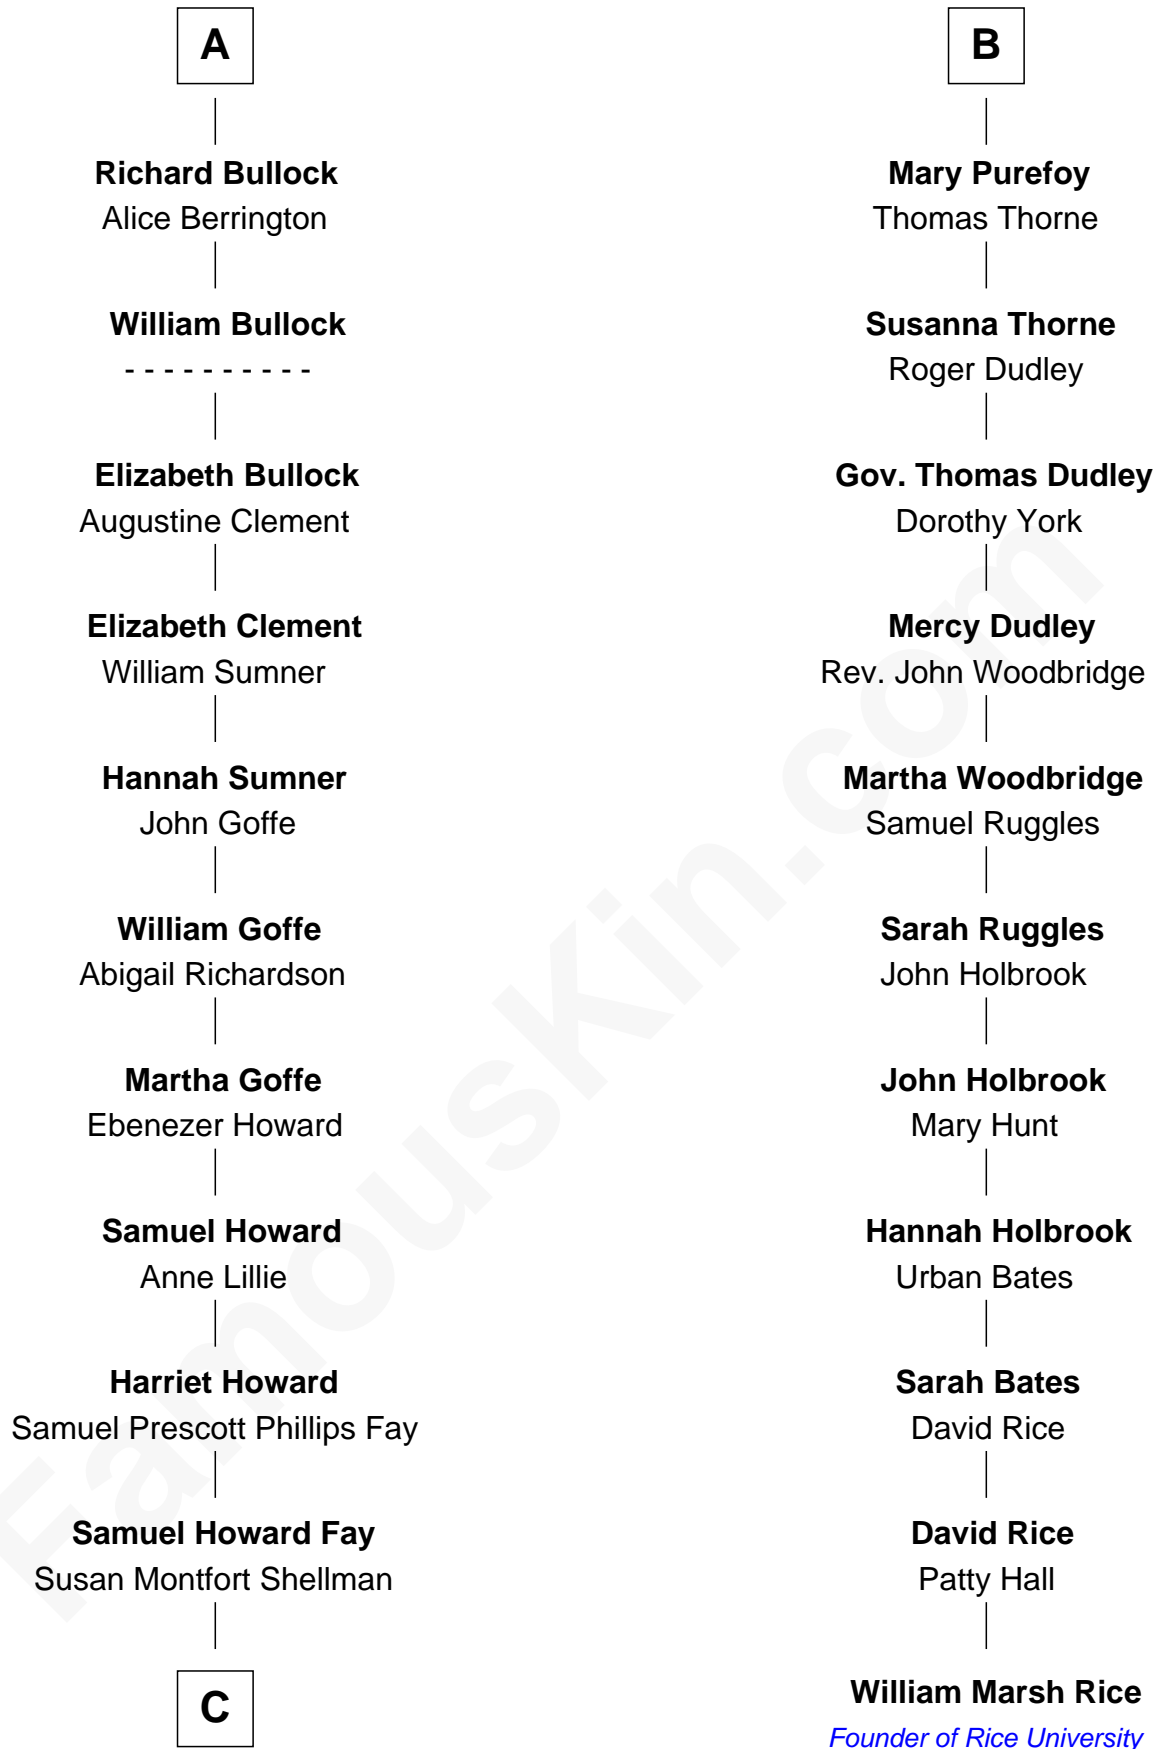 A
Richard Bullock
Alice Berrington
William Bullock
- - - - - - - - - -
Elizabeth Bullock
Augustine Clement
Elizabeth Clement
William Sumner
Hannah Sumner
John Goffe
William Goffe
Abigail Richardson
Martha Goffe
Ebenezer Howard
Samuel Howard
Anne Lillie
Harriet Howard
Samuel Prescott Phillips Fay
Samuel Howard Fay
Susan Montfort Shellman
C
B
Mary Purefoy
Thomas Thorne
Susanna Thorne
Roger Dudley
Gov. Thomas Dudley
Dorothy York
Mercy Dudley
Rev. John Woodbridge
Martha Woodbridge
Samuel Ruggles
Sarah Ruggles
John Holbrook
John Holbrook
Mary Hunt
Hannah Holbrook
Urban Bates
Sarah Bates
David Rice
David Rice
Patty Hall
William Marsh Rice
Founder of Rice University
FamousKin.com